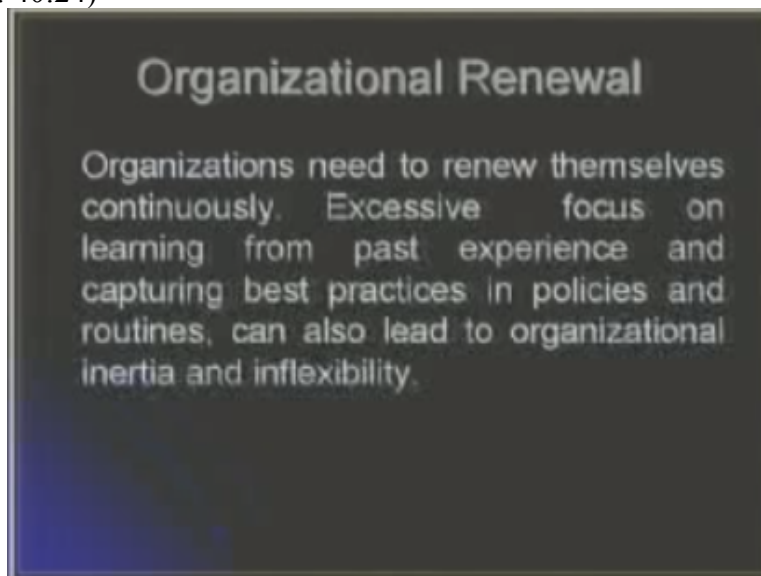 Organizational Renewal
Organizations need to renew themselves
continuously. Excessive focus on
learning from past experience and
capturing best practices in policies and
routines, can also lead to organizational
inertia and inflexibility.